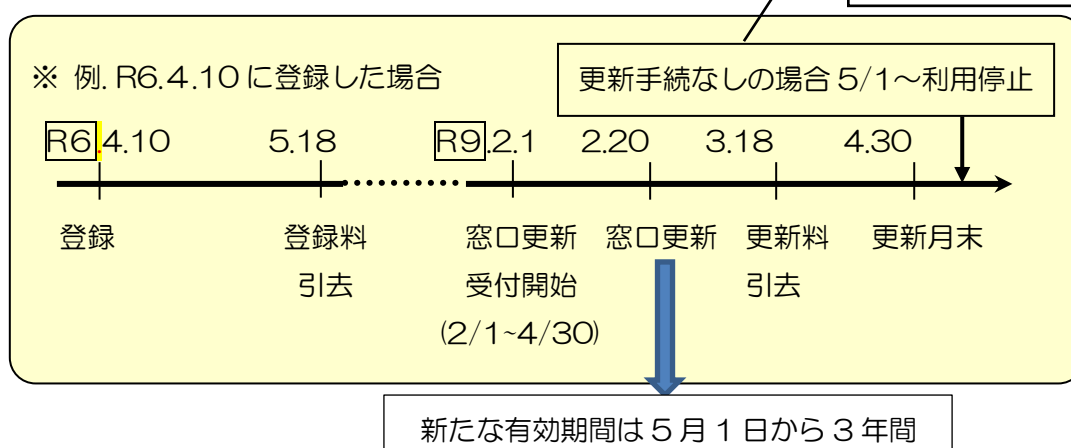 ※ 例. R6.4.10 に登録した場合
更新手続なしの場合 5/1～利用停止
R6.4.10 5.18 R9.2.1 2.20 3.18 4.30
登録 登録料 窓口更新 窓口更新 更新料 更新月末
引去 受付開始 引去
(2/1~4/30)
新たな有効期間は５月１日から３年間